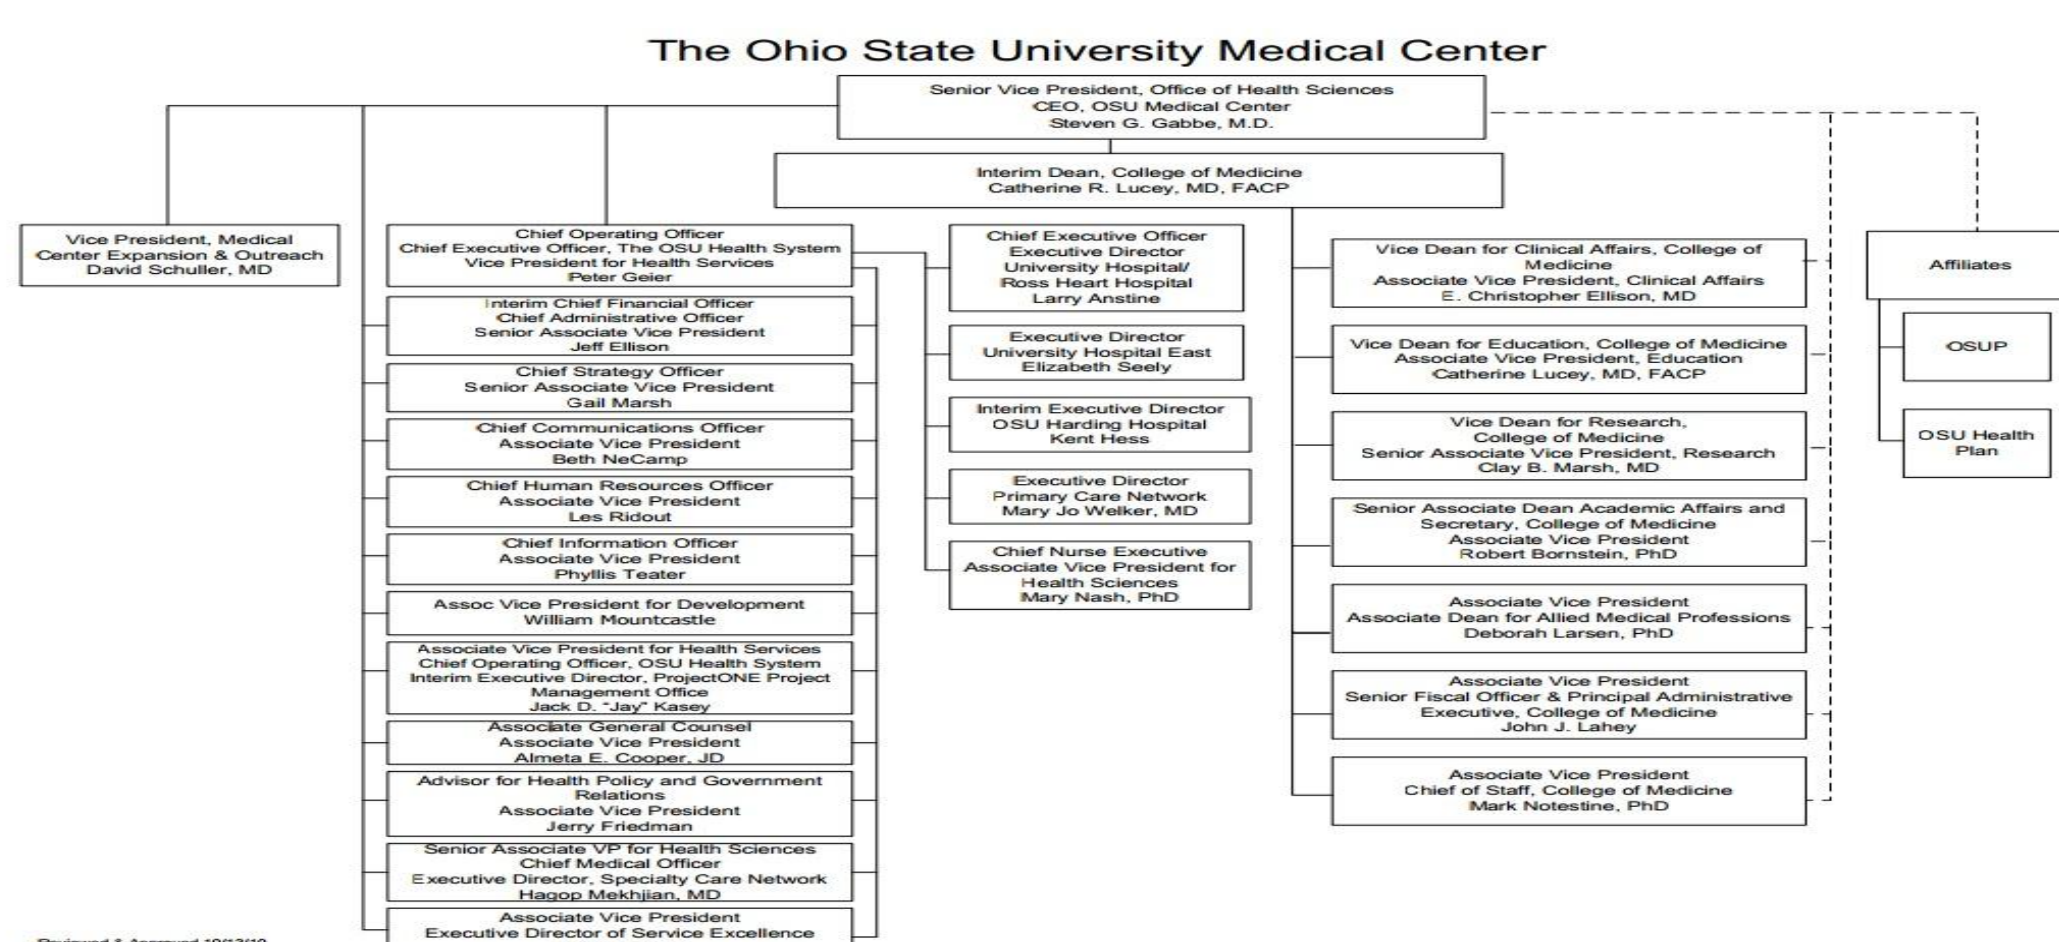 The Ohio State University Medical Center
Senior Vice President, Office of Health Sciences
CEO, OSU Medical Center
Steven G. Gabbe, M.D.
Interim Dean, College of Medicine
Catherine R. Lucey, MD, FACP
Vice President, Medical
Center Expansion & Outreach
David Schuller, MD
Chief Operating Officer
Chief Executive Officer, The OSU Health System
Vice President for Health Services
Peter Geier
Interim Chief Financial Officer
Chief Administrative Officer
Senior Associate Vice President
Jeff Ellison
Chief Strategy Officer
Senior Associate Vice President
Gail Marsh
Chief Communications Officer
Associate Vice President
Beth NeCamp
Chief Human Resources Officer
Associate Vice President
Les Ridout
Chief Information Officer
Associate Vice President
Phyllis Teater
Assoc Vice President for Development
William Mountcastle
Associate Vice President for Health Services
Chief Operating Officer, OSU Health System
Interim Executive Director, ProjectONE Project
Management Office
Jack D. "Jay" Kasey
Associate General Counsel
Associate Vice President
Almeta E. Cooper, JD
Advisor for Health Policy and Government
Relations
Associate Vice President
Jerry Friedman
Senior Associate VP for Health Sciences
Chief Medical Officer
Executive Director, Specialty Care Network
Hagop Mekhjian, MD
Associate Vice President
Executive Director of Service Excellence
Chief Executive Officer
Executive Director
University Hospital/
Ross Heart Hospital
Larry Anstine
Executive Director
University Hospital East
Elizabeth Seely
Interim Executive Director
OSU Harding Hospital
Kent Hess
Executive Director
Primary Care Network
Mary Jo Welker, MD
Chief Nurse Executive
Associate Vice President for
Health Sciences
Mary Nash, PhD
Vice Dean for Clinical Affairs, College of
Medicine
Associate Vice President, Clinical Affairs
E. Christopher Ellison, MD
Vice Dean for Education, College of Medicine
Associate Vice President, Education
Catherine Lucey, MD, FACP
Vice Dean for Research,
College of Medicine
Senior Associate Vice President, Research
Clay B. Marsh, MD
Senior Associate Dean Academic Affairs and
Secretary, College of Medicine
Associate Vice President
Robert Bornstein, PhD
Associate Vice President
Associate Dean for Allied Medical Professions
Deborah Larsen, PhD
Associate Vice President
Senior Fiscal Officer & Principal Administrative
Executive, College of Medicine
John J. Lahey
Associate Vice President
Chief of Staff, College of Medicine
Mark Notestine, PhD
Affiliates
OSUP
OSU Health
Plan
Reviewed & Approved